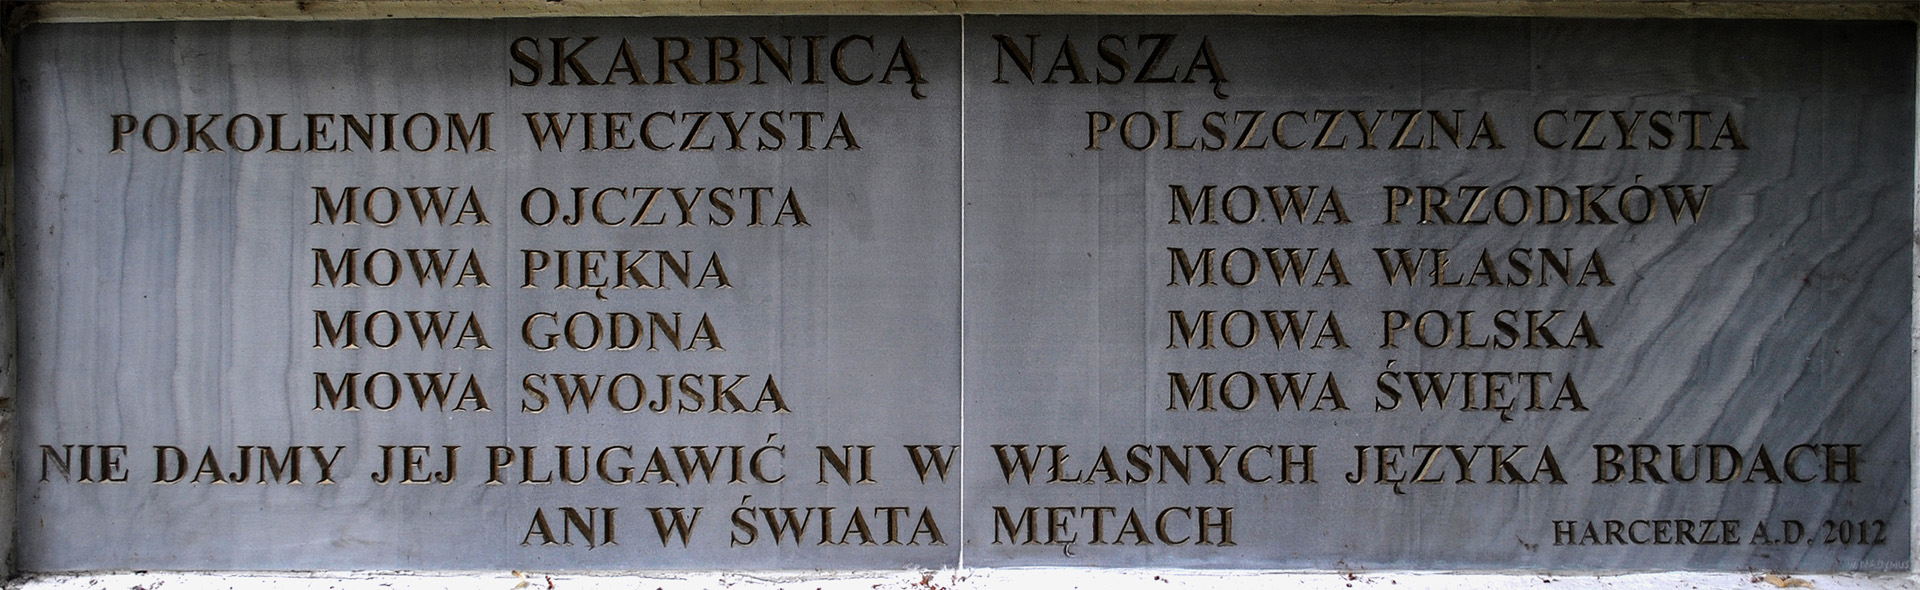 SKARBNICĄ NASZĄ
POKOLENIOM WIECZYSTA POLSZCZYZNA CZYSTA
MOWA OJCZYSTA MOWA PRZODKÓW
MOWA PIĘKNA MOWA WŁASNA
MOWA GODNA MOWA POLSKA
MOWA SWOJSKA MOWA ŚWIĘTA
NIE DAJMY JEJ PLUGAWIĆ NI W WŁASNYCH JĘZYKA BRUDACH
ANI W ŚWIATA MĘTACH
HARCERZE A.D. 2012